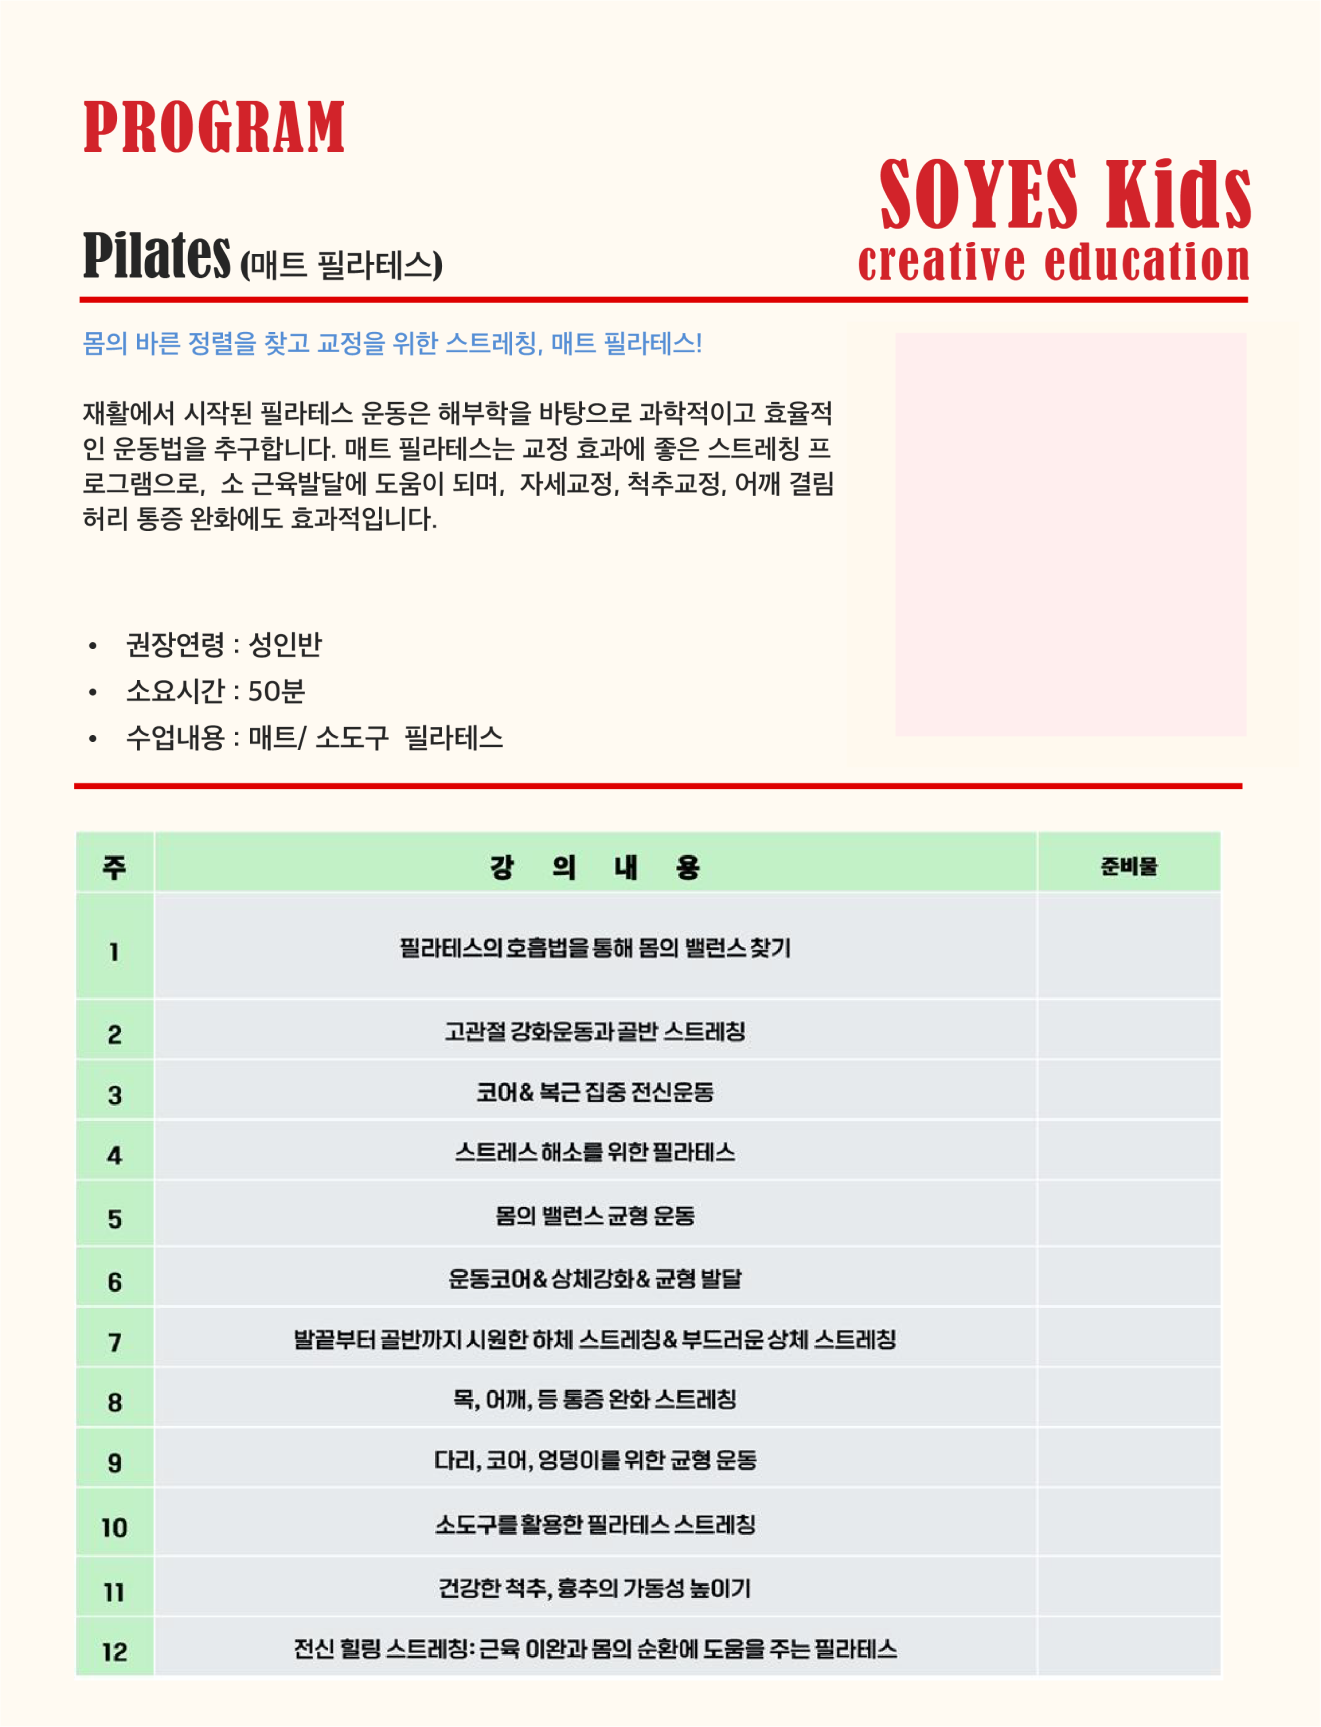 PROGRAM
SOYES Kids
creative education
Pilates (매트 필라테스)
몸의 바른 정렬을 찾고 교정을 위한 스트레칭, 매트 필라테스!
재활에서 시작된 필라테스 운동은 해부학을 바탕으로 과학적이고 효율적
인 운동법을 추구합니다. 매트 필라테스는 교정 효과에 좋은 스트레칭 프
로그램으로, 소 근육발달에 도움이 되며, 자세교정, 척추교정, 어깨 결림
허리 통증 완화에도 효과적입니다.
• 권장연령 : 성인반
• 소요시간 : 50분
• 수업내용 : 매트/ 소도구 필라테스
주 강 의 내 용 준비물
1 필라테스의 호흡법을 통해 몸의 밸런스 찾기
2 고관절 강화운동과 골반 스트레칭
3 코어& 복근 집중 전신운동
4 스트레스 해소를 위한 필라테스
5 몸의 밸런스 균형 운동
6 운동코어& 상체강화& 균형 발달
7 발끝부터 골반까지 시원한 하체 스트레칭& 부드러운 상체 스트레칭
8 목, 어깨, 등 통증 완화 스트레칭
9 다리, 코어, 엉덩이를 위한 균형 운동
10 소도구를 활용한 필라테스 스트레칭
11 건강한 척추, 흉추의 가동성 높이기
12 전신 힐링 스트레칭: 근육 이완과 몸의 순환에 도움을 주는 필라테스